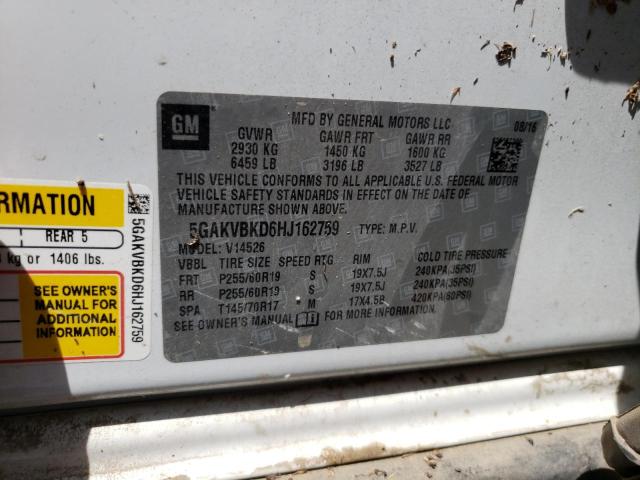 GM
MFD BY GENERAL MOTORS LLC
08/16
GVWR GAWR FRT GAWR RR
2930 KG 1450 KG 1600 KG
6459 LB 3196 LB 3527 LB
THIS VEHICLE CONFORMS TO ALL APPLICABLE U.S. FEDERAL MOTOR
VEHICLE SAFETY STANDARDS IN EFFECT ON THE DATE OF
MANUFACTURE SHOWN ABOVE.
5GAKVBKD6HJ162759 TYPE: M.P.V.
MODEL: V14526
VBBL TIRE SIZE SPEED RTG RIM COLD TIRE PRESSURE
FRT P255/60R19 S 19X7.5J 240KPA(35PSI)
RR P255/60R19 S 19X7.5J 240KPA(35PSI)
SPA T145/70R17 M 17X4.5B 420KPA(60PSI)
SEE OWNER'S MANUAL FOR MORE INFORMATION.
RMATION
REAR 5
kg or 1406 lbs.
SEE OWNER'S
MANUAL FOR
ADDITIONAL
INFORMATION
5GAKVBKD6HJ162759